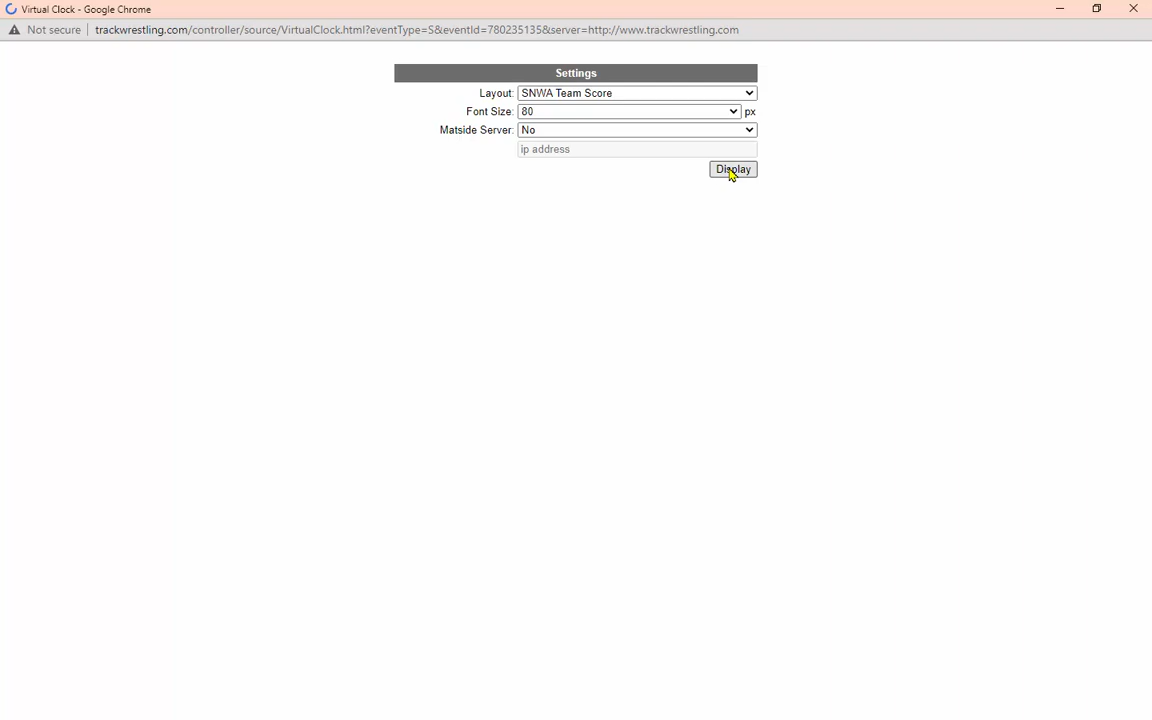 Virtual Clock - Google Chrome
Not secure
trackwrestling.com/controller/source/VirtualClock.html?eventType=S&eventId=780235135&server=http://www.trackwrestling.com
Settings
Layout: SNWA Team Score
Font Size: 80 px
Matside Server: No
ip address
Display